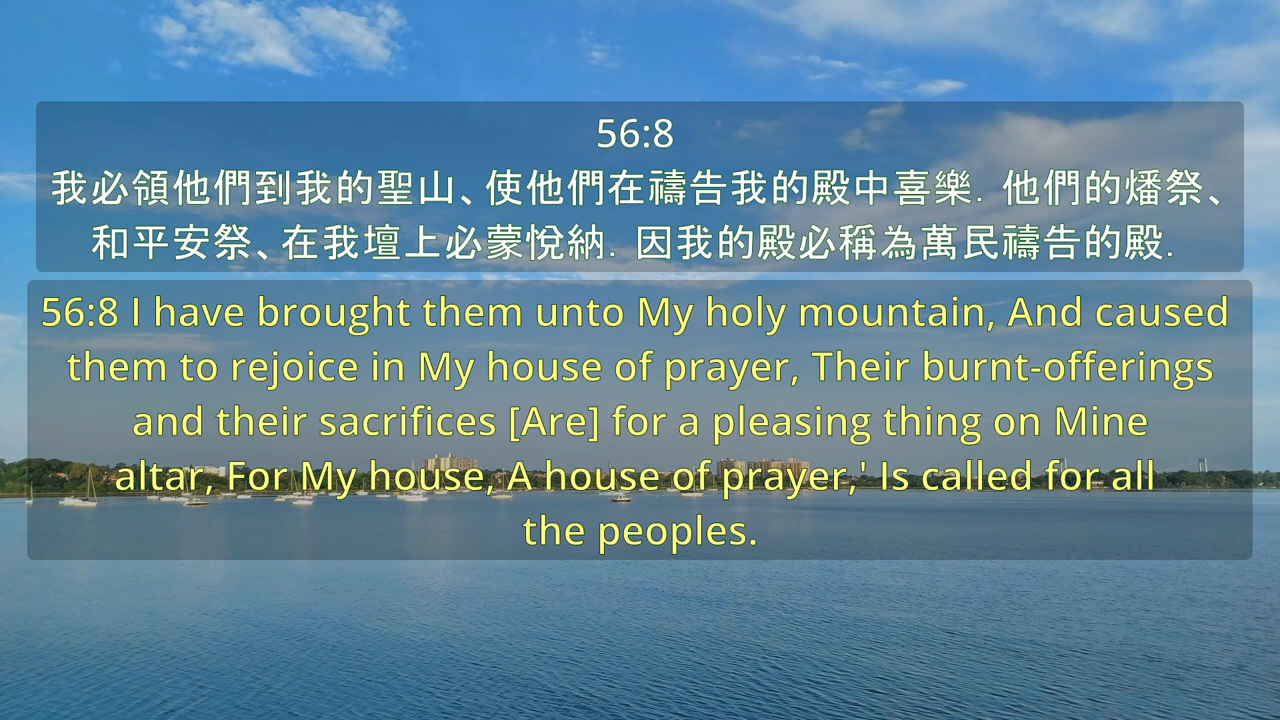 56:8
我必領他們到我的聖山、使他們在禱告我的殿中喜樂. 他們的燔祭、
和平安祭、在我壇上必蒙悅納. 因我的殿必稱為萬民禱告的殿.
56:8 I have brought them unto My holy mountain, And caused
them to rejoice in My house of prayer, Their burnt-offerings
and their sacrifices [Are] for a pleasing thing on Mine
altar, For My house, A house of prayer,' Is called for all
the peoples.